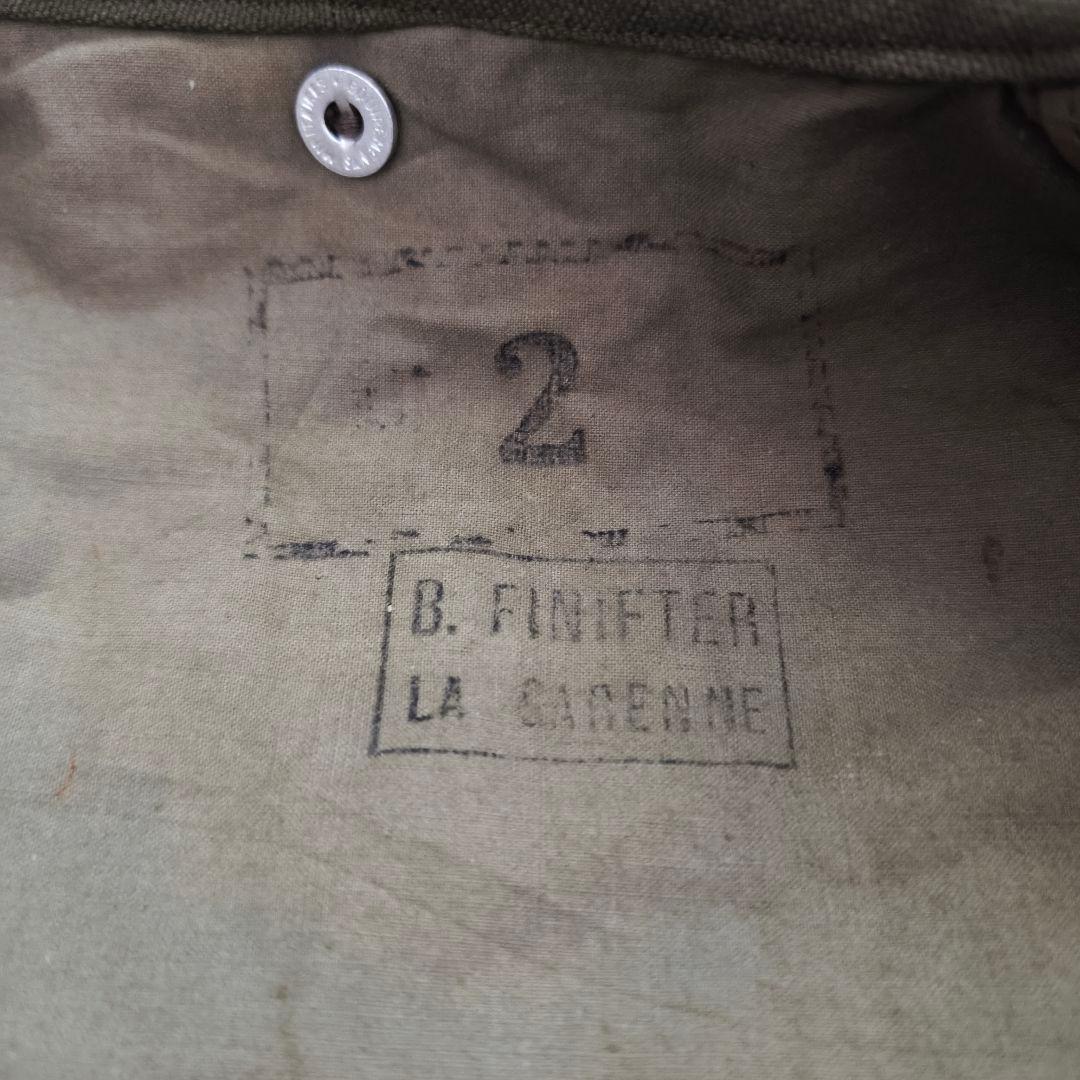 2
B. FINIFTER
LA GARENNE